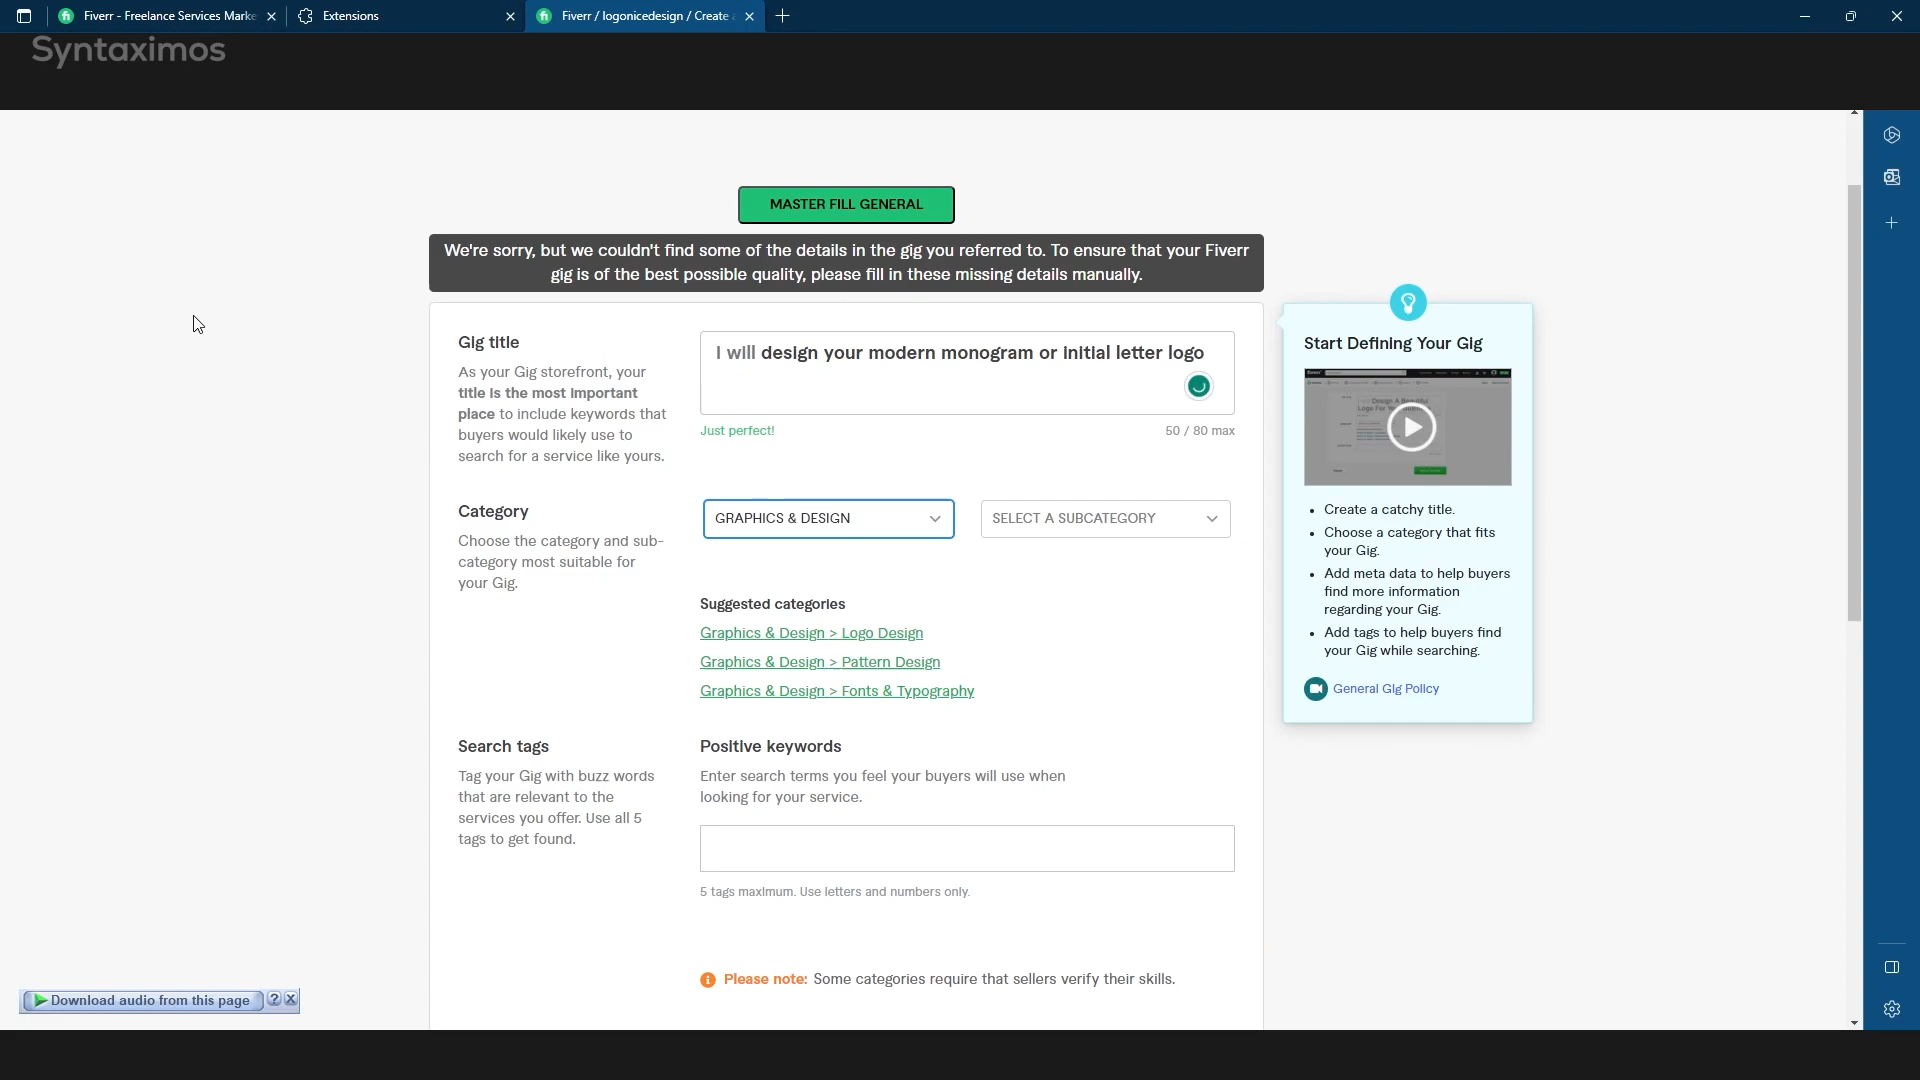 Fiverr - Freelance Services Marke
Extensions
Fiverr / logonicedesign / Create a
Syntaximos
MASTER FILL GENERAL
We're sorry, but we couldn't find some of the details in the gig you referred to. To ensure that your Fiverr
gig is of the best possible quality, please fill in these missing details manually.
Gig title
As your Gig storefront, your
title is the most important
place to include keywords that
buyers would likely use to
search for a service like yours.
I will design your modern monogram or initial letter logo
Just perfect!
50 / 80 max
Category
Choose the category and sub-
category most suitable for
your Gig.
GRAPHICS & DESIGN
SELECT A SUBCATEGORY
Suggested categories
Graphics & Design > Logo Design
Graphics & Design > Pattern Design
Graphics & Design > Fonts & Typography
Search tags
Tag your Gig with buzz words
that are relevant to the
services you offer. Use all 5
tags to get found.
Positive keywords
Enter search terms you feel your buyers will use when
looking for your service.
5 tags maximum. Use letters and numbers only.
Please note: Some categories require that sellers verify their skills.
Start Defining Your Gig
Design A Beautiful
• Create a catchy title.
• Choose a category that fits
your Gig.
• Add meta data to help buyers
find more information
regarding your Gig.
• Add tags to help buyers find
your Gig while searching.
General Gig Policy
Download audio from this page